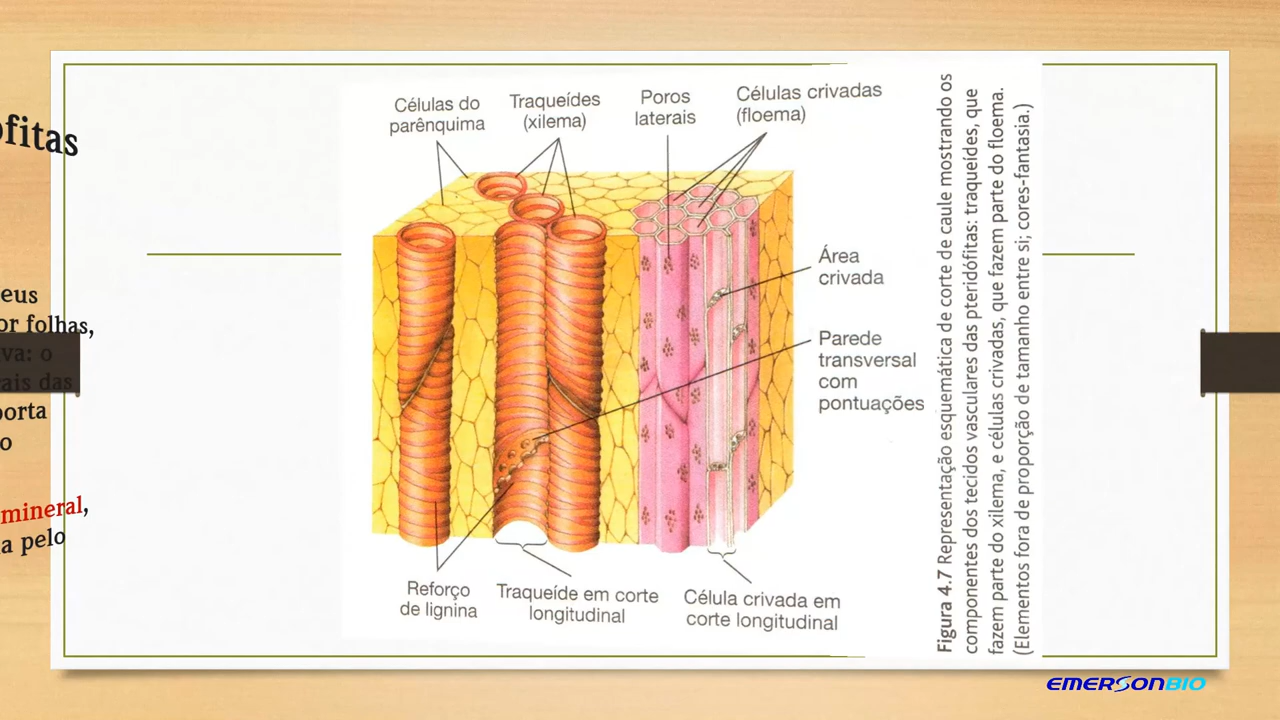 ófitas
eus
or folhas,
va: o
rais das
porta
o
mineral,
a pelo
Células do
parênquima
Traqueídes
(xilema)
Poros
laterais
Células crivadas
(floema)
Área
crivada
Parede
transversal
com
pontuações
Reforço
de lignina
Traqueíde em corte
longitudinal
Célula crivada em
corte longitudinal
Figura 4.7 Representação esquemática de corte de caule mostrando os
componentes dos tecidos vasculares das pteridófitas: traqueídes, que
fazem parte do xilema, e células crivadas, que fazem parte do floema.
(Elementos fora de proporção de tamanho entre si; cores-fantasia.)
EMERSONBIO